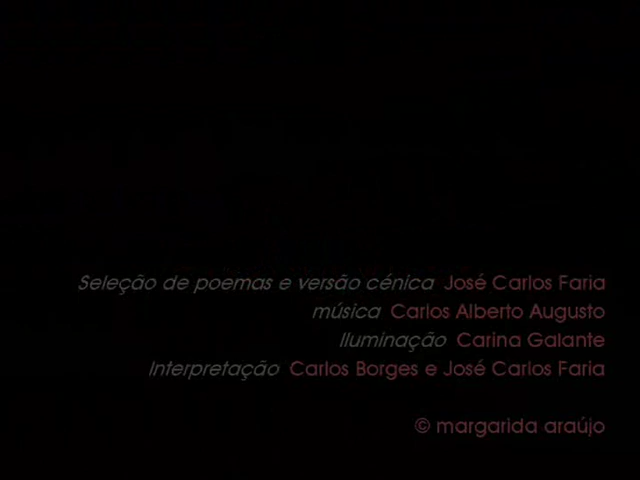 Seleção de poemas e versão cénica José Carlos Faria
música Carlos Alberto Augusto
Iluminação Carina Galante
Interpretação Carlos Borges e José Carlos Faria
© margarida araújo